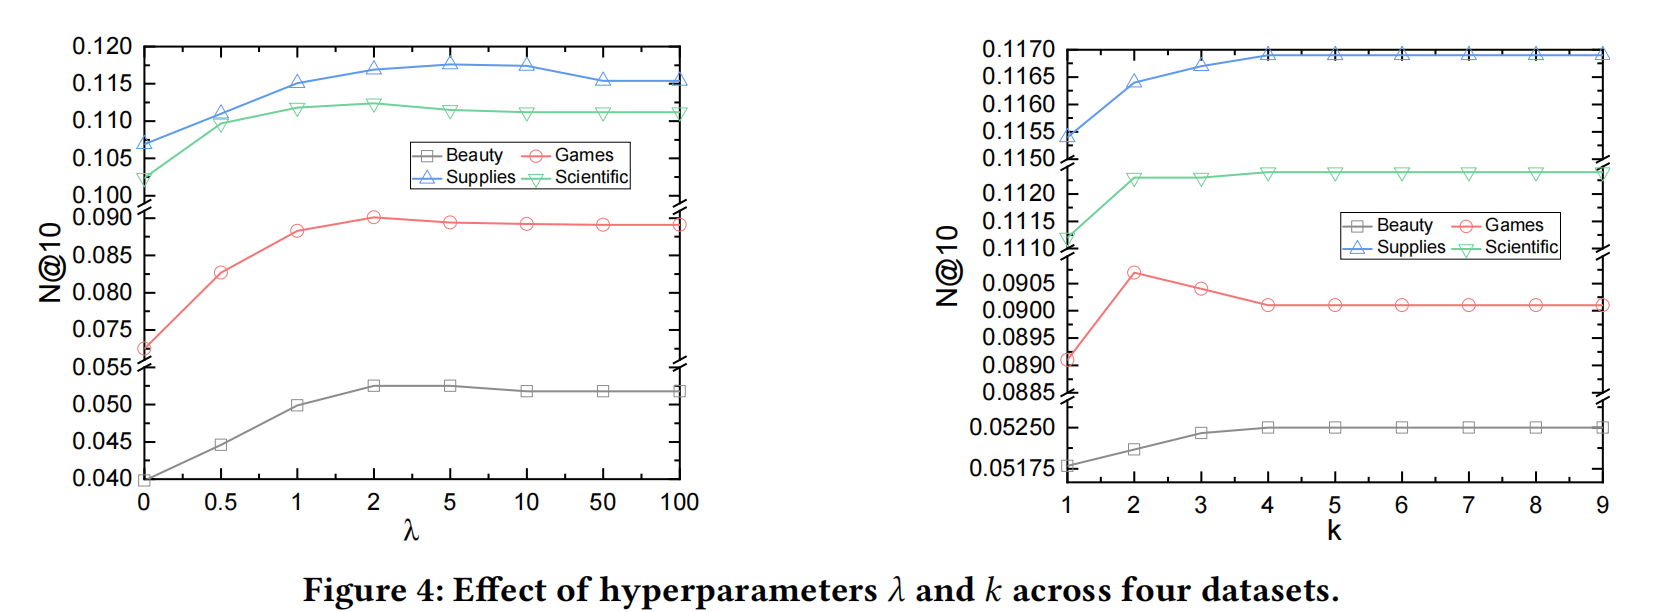 0.120
0.115
0.110
0.105
0.100
0.090
0.085
0.080
0.075
0.055
0.050
0.045
0.040
N@10
Beauty Games
Supplies Scientific
0 0.5 1 2 5 10 50 100
λ
0.1170
0.1165
0.1160
0.1155
0.1150
0.1120
0.1115
0.1110
0.0905
0.0900
0.0895
0.0890
0.0885
0.05250
0.05175
N@10
Beauty Games
Supplies Scientific
1 2 3 4 5 6 7 8 9
k
Figure 4: Effect of hyperparameters λ and k across four datasets.